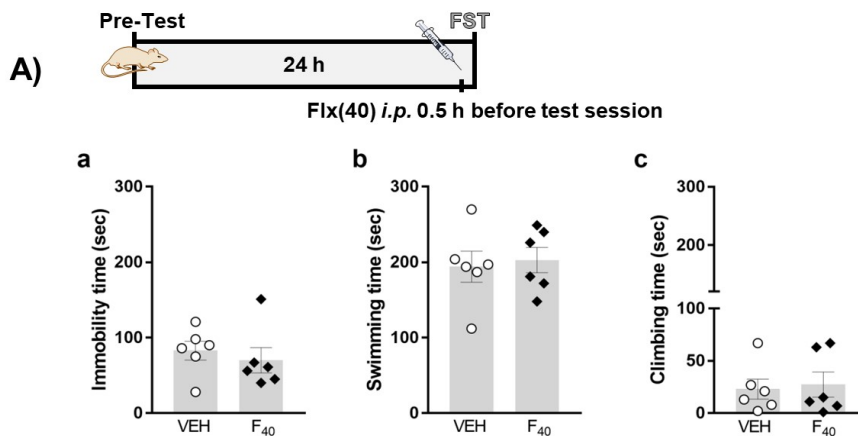 Pre-Test
FST
A)
24 h
Flx(40) i.p. 0.5 h before test session
a
b
c
Immobility time (sec)
300
200
100
0
VEH
F40
Swimming time (sec)
300
200
100
0
VEH
F40
Climbing time (sec)
300
200
100
50
0
VEH
F40